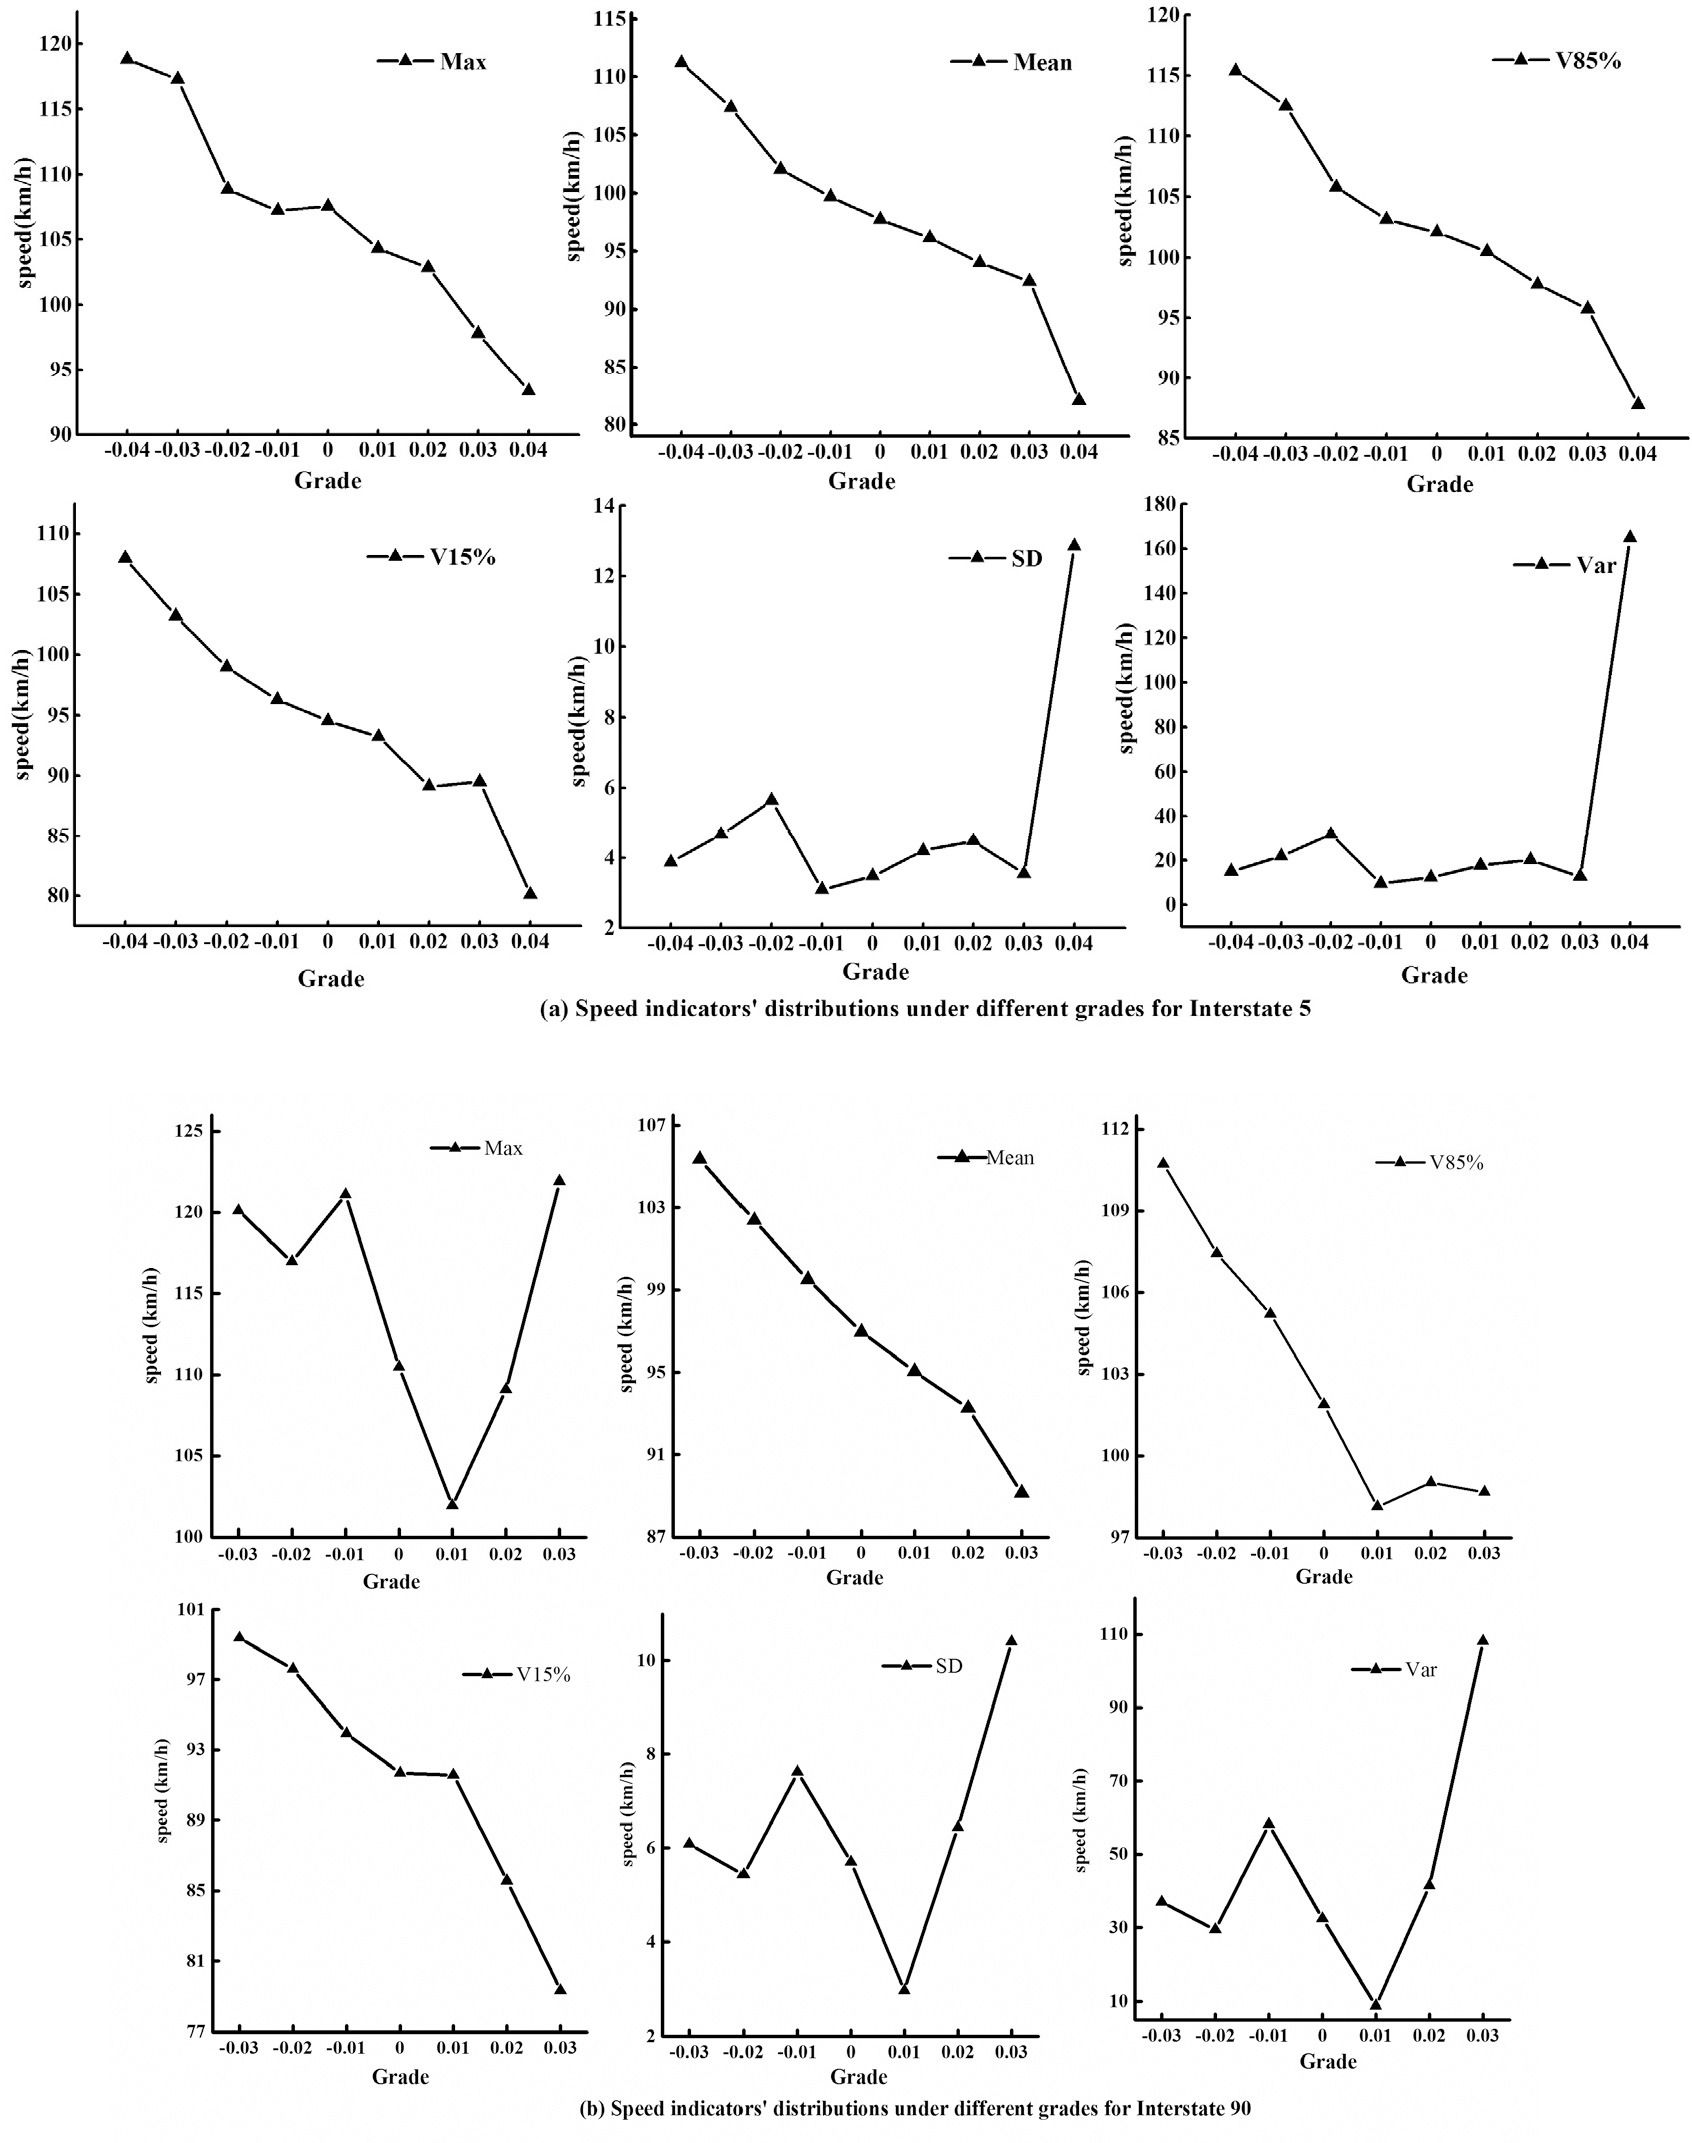 Max
120
115
110
105
100
95
90
speed(km/h)
-0.04 -0.03 -0.02 -0.01 0 0.01 0.02 0.03 0.04
Grade
Mean
115
110
105
100
95
90
85
80
speed(km/h)
-0.04 -0.03 -0.02 -0.01 0 0.01 0.02 0.03 0.04
Grade
V85%
120
115
110
105
100
95
90
85
speed(km/h)
-0.04 -0.03 -0.02 -0.01 0 0.01 0.02 0.03 0.04
Grade
V15%
110
105
100
95
90
85
80
speed(km/h)
-0.04 -0.03 -0.02 -0.01 0 0.01 0.02 0.03 0.04
Grade
SD
14
12
10
8
6
4
2
speed(km/h)
-0.04 -0.03 -0.02 -0.01 0 0.01 0.02 0.03 0.04
Grade
Var
180
160
140
120
100
80
60
40
20
0
speed(km/h)
-0.04 -0.03 -0.02 -0.01 0 0.01 0.02 0.03 0.04
Grade
(a) Speed indicators' distributions under different grades for Interstate 5
Max
125
120
115
110
105
100
speed (km/h)
-0.03 -0.02 -0.01 0 0.01 0.02 0.03
Grade
Mean
107
103
99
95
91
87
speed (km/h)
-0.03 -0.02 -0.01 0 0.01 0.02 0.03
Grade
V85%
112
109
106
103
100
97
speed (km/h)
-0.03 -0.02 -0.01 0 0.01 0.02 0.03
Grade
V15%
101
97
93
89
85
81
77
speed (km/h)
-0.03 -0.02 -0.01 0 0.01 0.02 0.03
Grade
SD
10
8
6
4
2
speed (km/h)
-0.03 -0.02 -0.01 0 0.01 0.02 0.03
Grade
Var
110
90
70
50
30
10
speed (km/h)
-0.03 -0.02 -0.01 0 0.01 0.02 0.03
Grade
(b) Speed indicators' distributions under different grades for Interstate 90